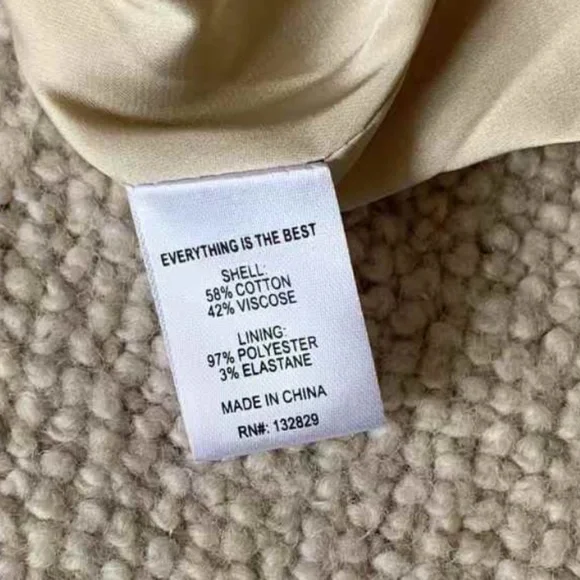 EVERYTHING IS THE BEST
SHELL:
58% COTTON
42% VISCOSE
LINING:
97% POLYESTER
3% ELASTANE
MADE IN CHINA
RN#: 132829